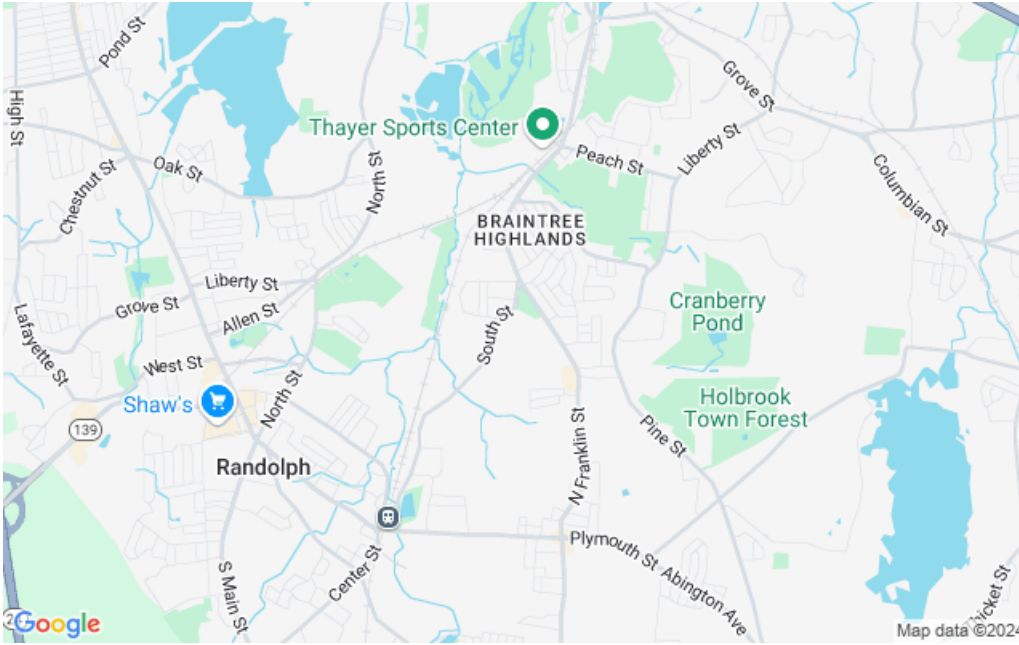 Pond St
High St
Grove St
Thayer Sports Center
Peach St
Liberty St
Columbian St
Oak St
Chestnut St
North St
BRAINTREE
HIGHLANDS
Liberty St
Grove St
Allen St
Lafayette St
West St
South St
Cranberry
Pond
Shaw's
North St
139
Holbrook
Town Forest
Pine St
N Franklin St
Randolph
Plymouth St
Abington Ave
Center St
S Main St
Thicket St
Google
Map data ©2024